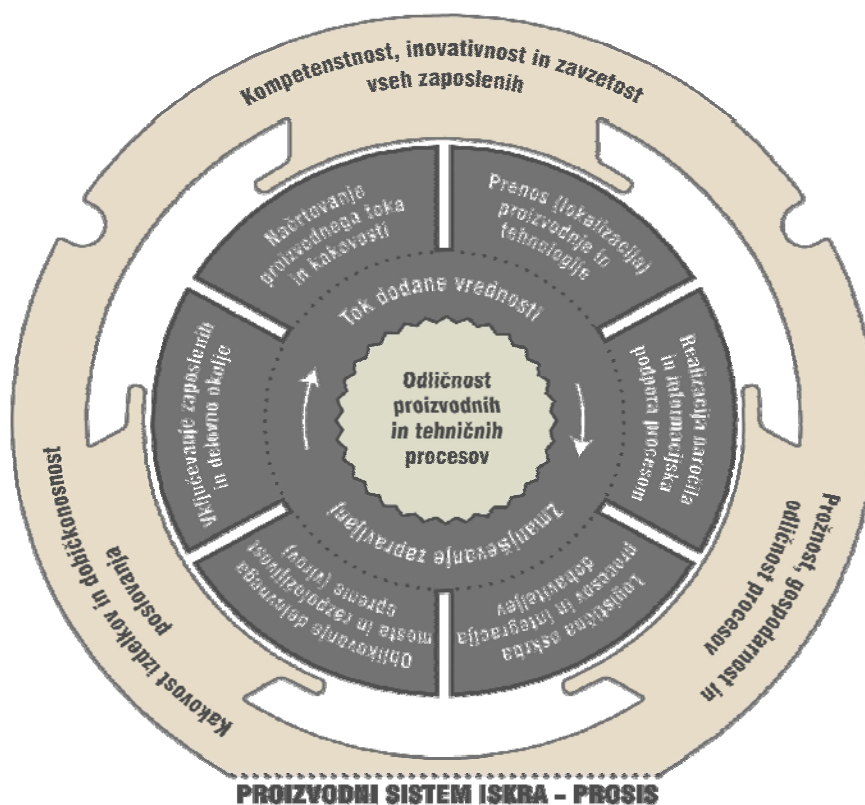 Kompetenstnost, inovativnost in zavzetost
vseh zaposlenih
Načrtovanje
proizvodnega toka
in kakovosti
Prenos (lokalizacija)
proizvodnje in
tehnologije
Tok dodane vrednosti
Vključevanje zaposlenih
in delovno okolje
Odličnost
proizvodnih
in tehničnih
procesov
Realizacija naročila
in informacijska
podpora procesom
Zmanjševanje zapravljanj
Oblikovanje delovnega
mesta in razpoložljivost
opreme (virov)
Logistična oskrba
procesov in integracija
dobaviteljev
Kakovost izdelkov in dobičkonosnost
poslovanja
Prožnost, gospodarnost in
odličnost procesov
PROIZVODNI SISTEM ISKRA – PROSIS